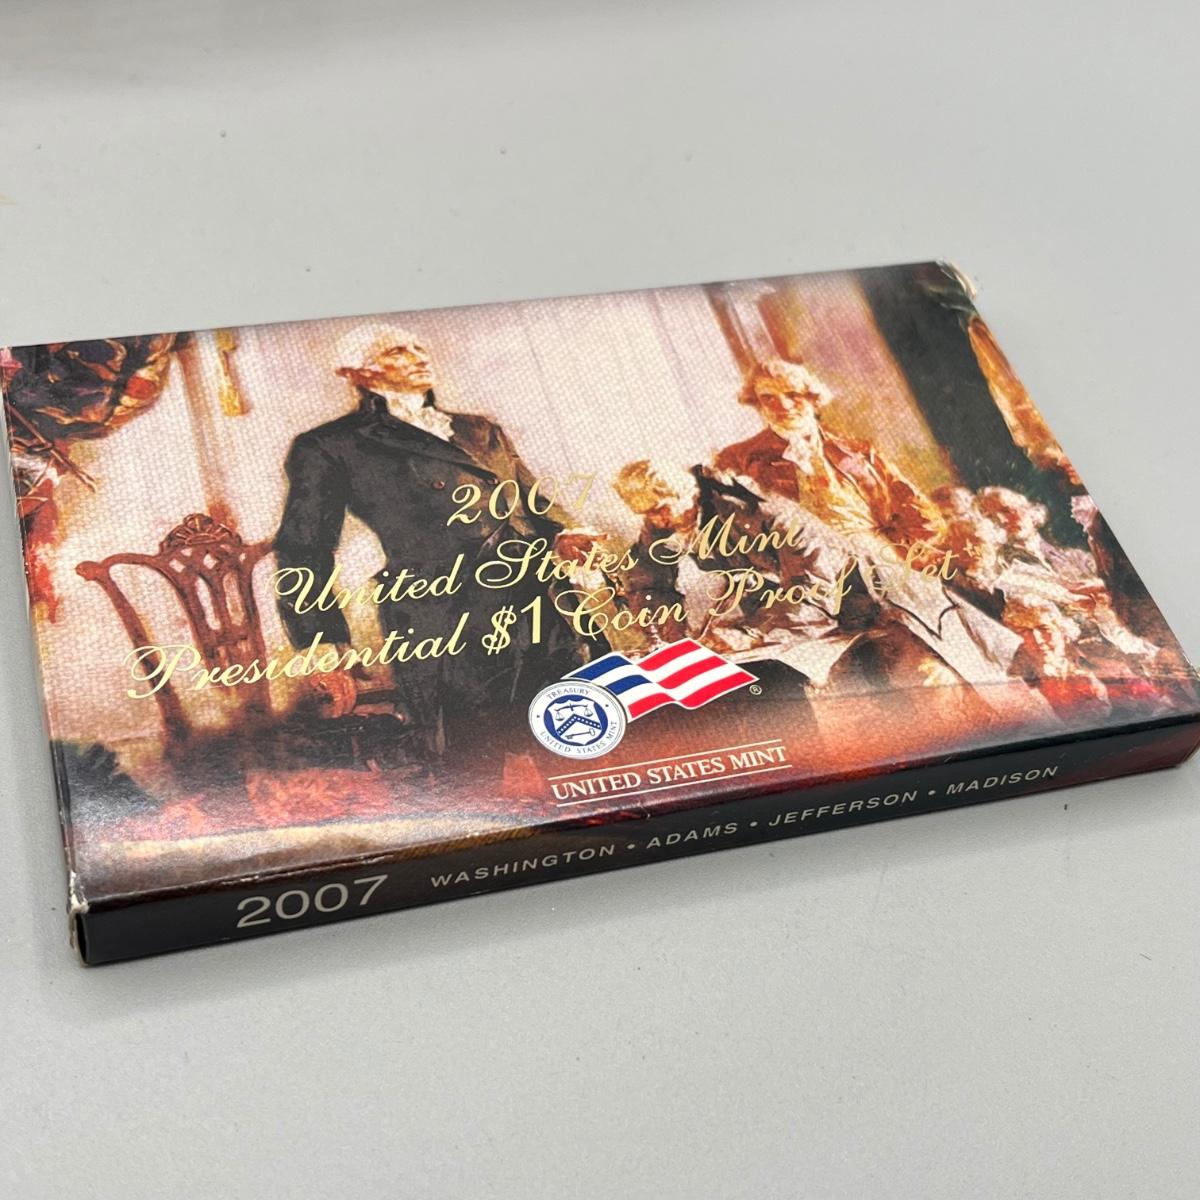 2007
United States Mint
Presidential $1 Coin Proof Set
TREASURY
UNITED STATES MINT
®
UNITED STATES MINT
2007 WASHINGTON • ADAMS • JEFFERSON • MADISON